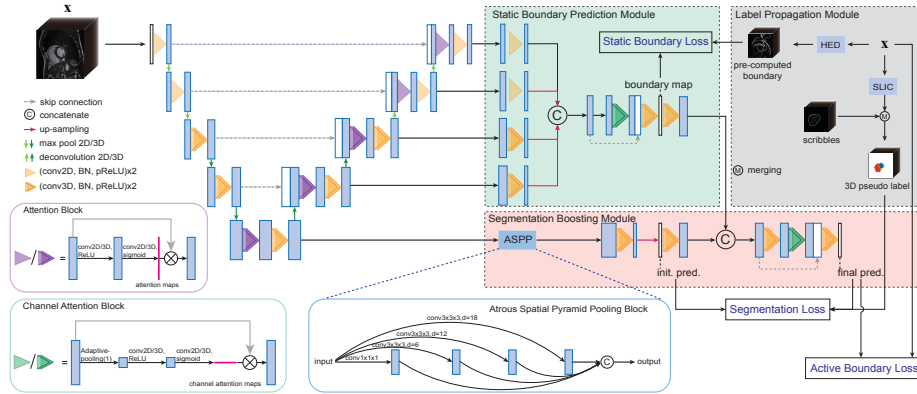 x
Static Boundary Prediction Module
Label Propagation Module
Static Boundary Loss
HED
x
pre-computed
boundary
SLIC
boundary map
skip connection
C concatenate
up-sampling
max pool 2D/3D
deconvolution 2D/3D
(conv2D, BN, pReLU)x2
(conv3D, BN, pReLU)x2
C
M
scribbles
M merging
3D pseudo label
Attention Block
conv2D/3D,
ReLU
conv2D/3D,
sigmoid
attention maps
Segmentation Boosting Module
ASPP
C
init. pred.
final pred.
Segmentation Loss
Channel Attention Block
Adaptive-
pooling(1)
conv2D/3D,
ReLU
conv2D/3D,
sigmoid
channel attention maps
Atrous Spatial Pyramid Pooling Block
conv3x3x3,d=18
conv3x3x3,d=12
conv3x3x3,d=6
conv1x1x1
input
C
output
Active Boundary Loss